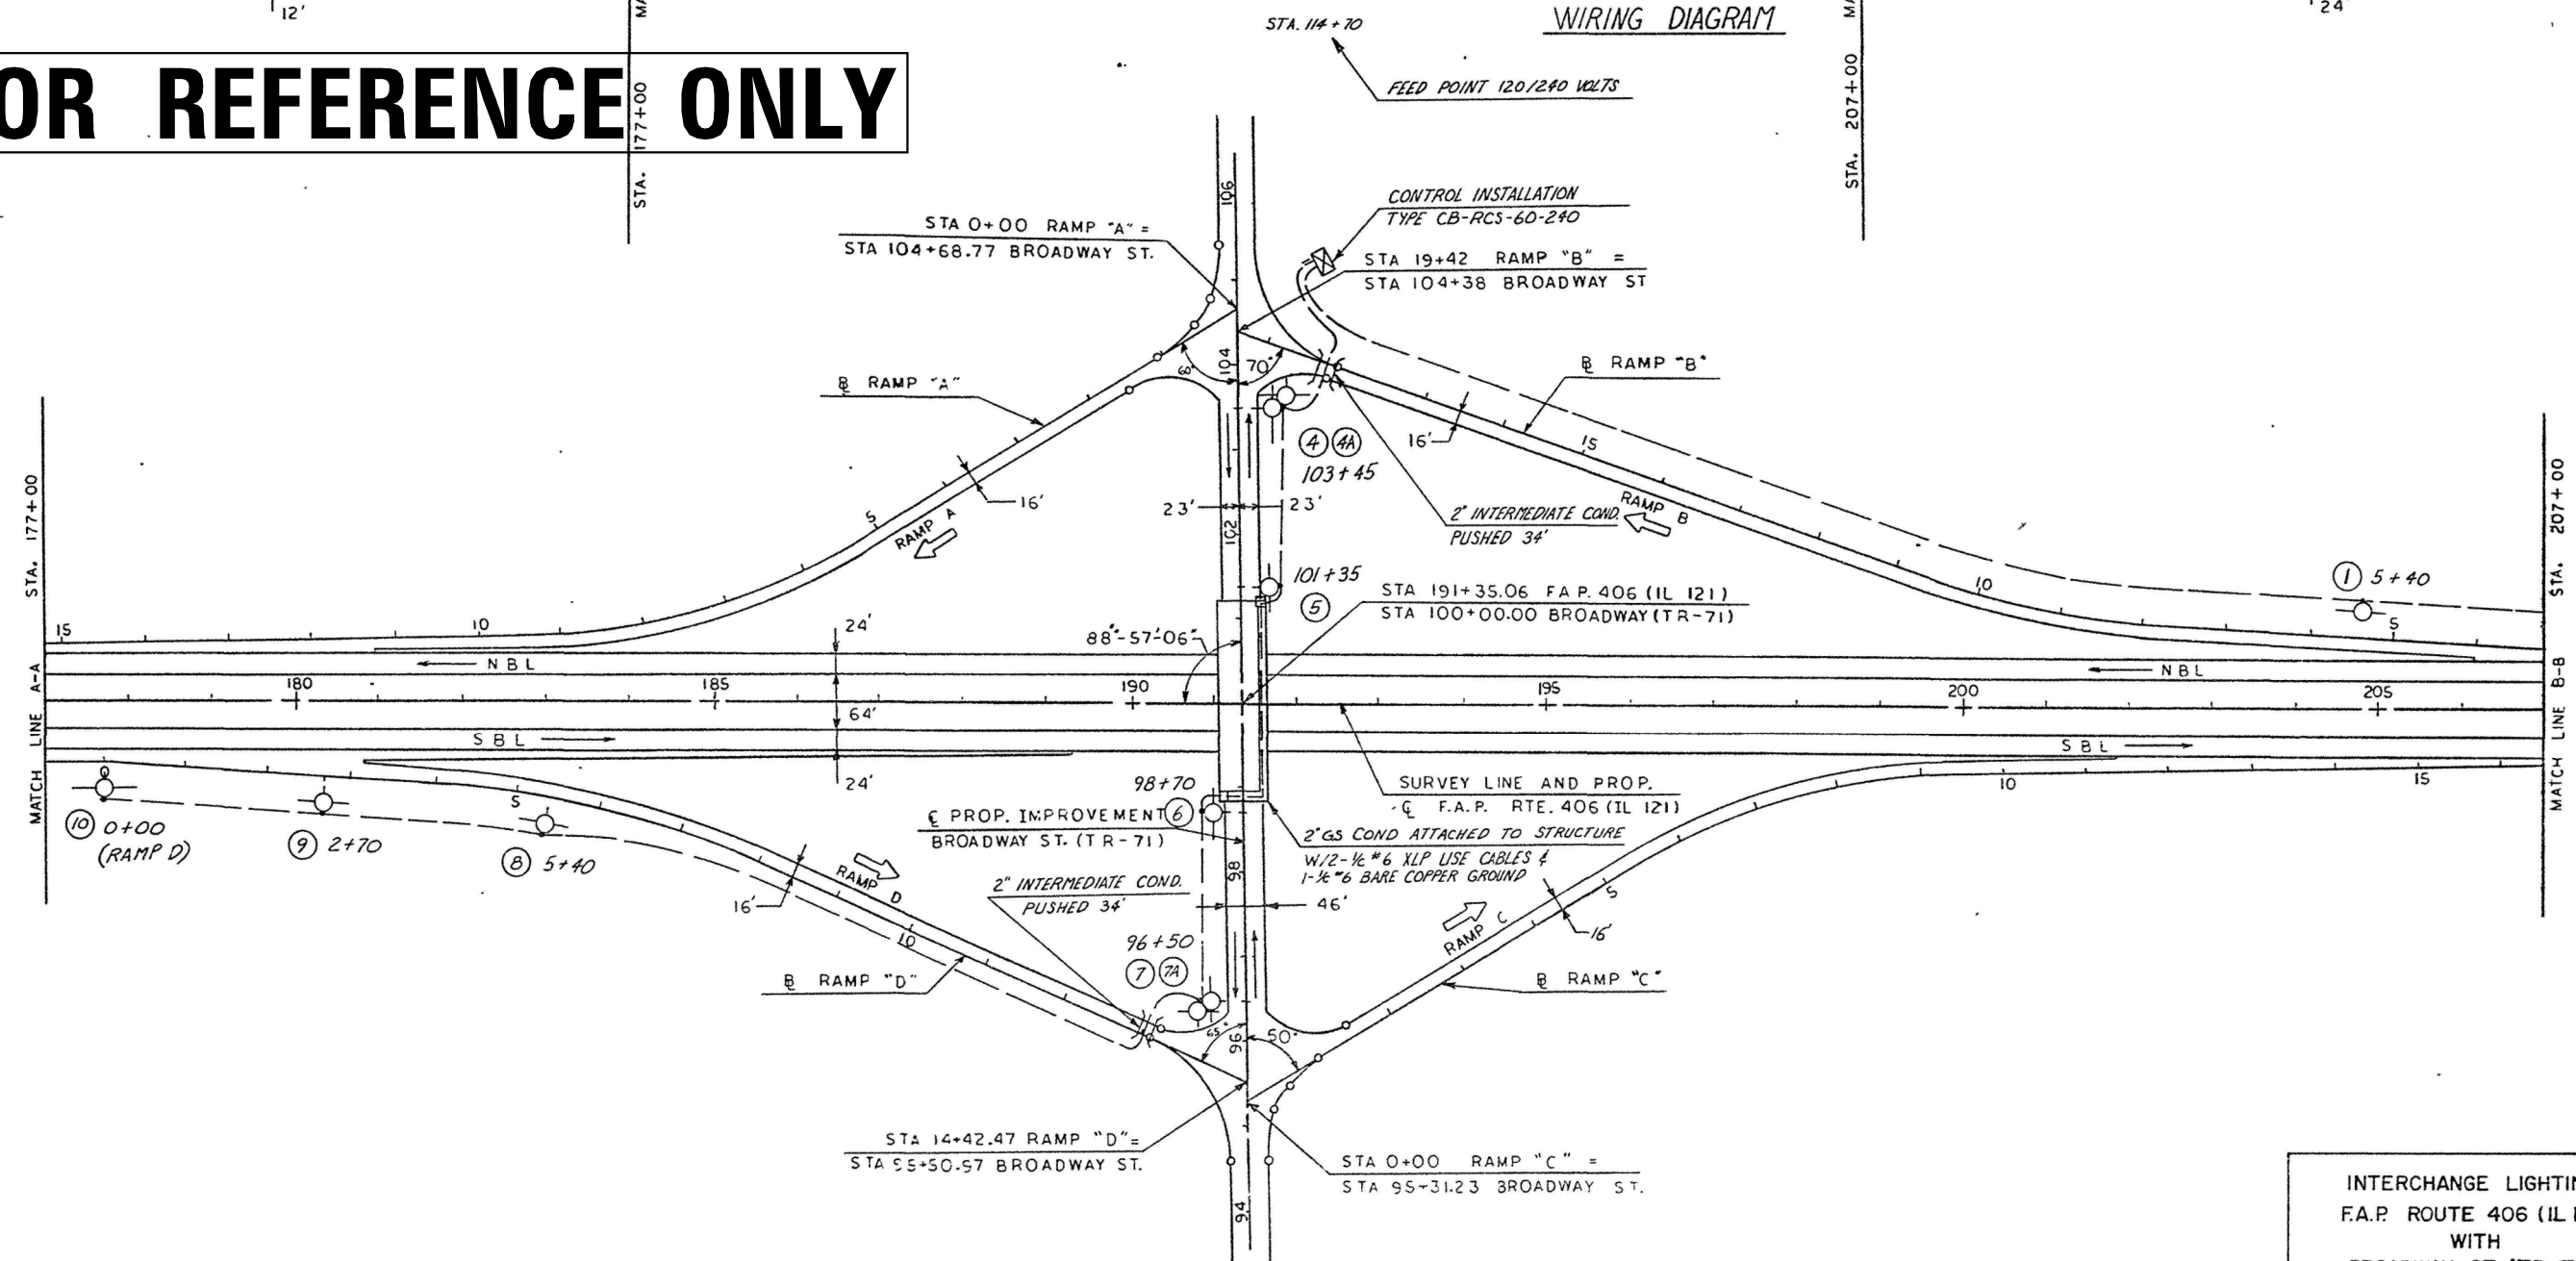 12'
STA. 177+00
STA. 114+70
WIRING DIAGRAM
24'
STA. 207+00
OR REFERENCE ONLY
FEED POINT 120/240 VOLTS
CONTROL INSTALLATION
TYPE CB-RCS-60-240
STA 0+00 RAMP "A" =
STA 104+68.77 BROADWAY ST.
STA 19+42 RAMP "B" =
STA 104+38 BROADWAY ST
106
104
70°
℄ RAMP "A"
℄ RAMP "B"
16'
4 4A
103+45
16'
15
5
RAMP A
23'
23'
102
2" INTERMEDIATE COND.
PUSHED 34'
RAMP B
STA. 177+00
STA. 207+00
101+35
5
STA 191+35.06 F.A.P. 406 (IL 121)
STA 100+00.00 BROADWAY (TR-71)
10
1 5+40
5
15
10
24'
88°-57'-06"
NBL
NBL
180
185
190
195
200
205
64'
SBL
SBL
24'
MATCH LINE A-A
MATCH LINE B-B
0
10 0+00
(RAMP D)
9 2+70
5
8 5+40
98+70
6
℄ PROP. IMPROVEMENT
BROADWAY ST. (TR-71)
SURVEY LINE AND PROP.
℄ F.A.P. RTE. 406 (IL 121)
10
15
2" GS COND ATTACHED TO STRUCTURE
W/2-1/C #6 XLP USE CABLES &
1-1/C #6 BARE COPPER GROUND
98
46'
RAMP D
16'
10
2" INTERMEDIATE COND.
PUSHED 34'
96+50
7 7A
RAMP C
5
16'
℄ RAMP "D"
℄ RAMP "C"
65°
96
50°
STA 14+42.47 RAMP "D" =
STA 95+50.97 BROADWAY ST.
STA 0+00 RAMP "C" =
STA 95+31.23 BROADWAY ST.
94
INTERCHANGE LIGHTIN
F.A.P. ROUTE 406 (IL
WITH